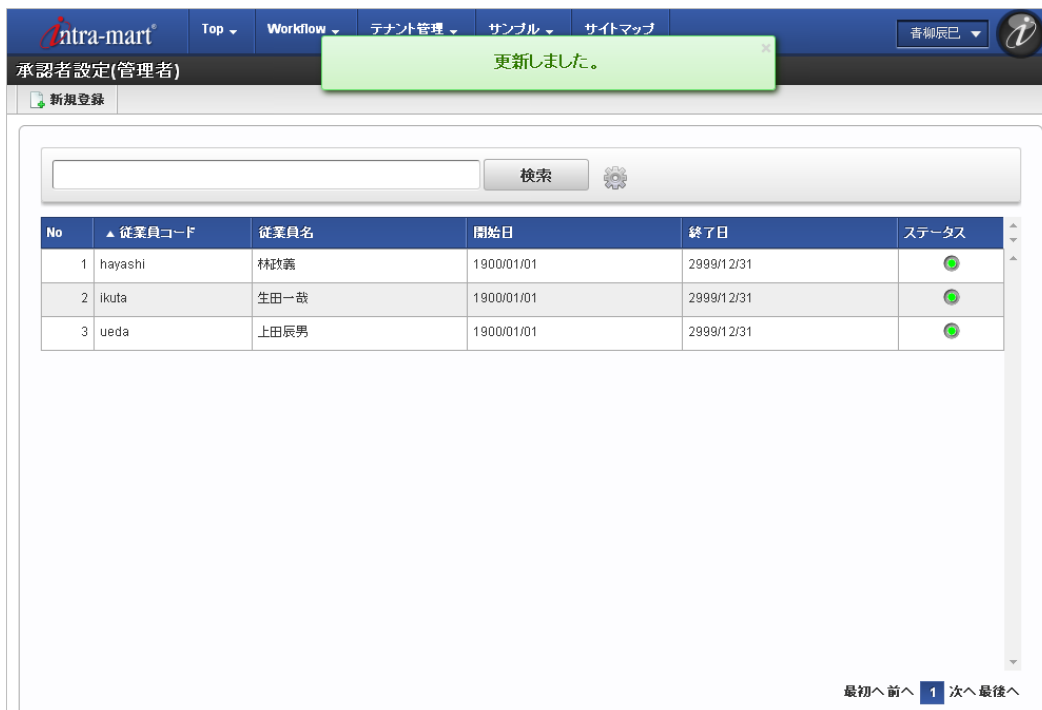 intra-mart® Top Workflow テナント管理 サンプル サイトマップ 青柳辰巳 ▼
更新しました。 ×
承認者設定(管理者)
新規登録
検索
No ▲ 従業員コード 従業員名 開始日 終了日 ステータス
1 hayashi 林政義 1900/01/01 2999/12/31
2 ikuta 生田一哉 1900/01/01 2999/12/31
3 ueda 上田辰男 1900/01/01 2999/12/31
最初へ 前へ 1 次へ 最後へ